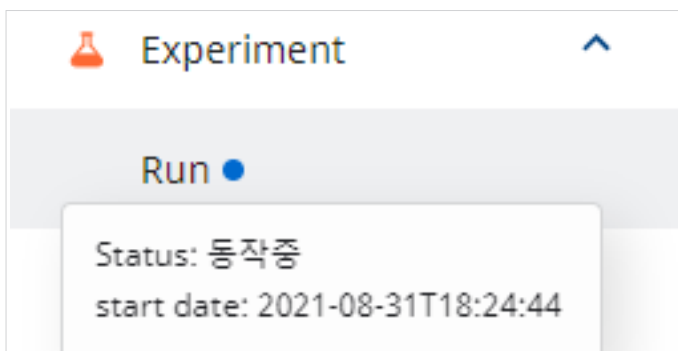 Experiment
Run
Status: 동작중
start date: 2021-08-31T18:24:44